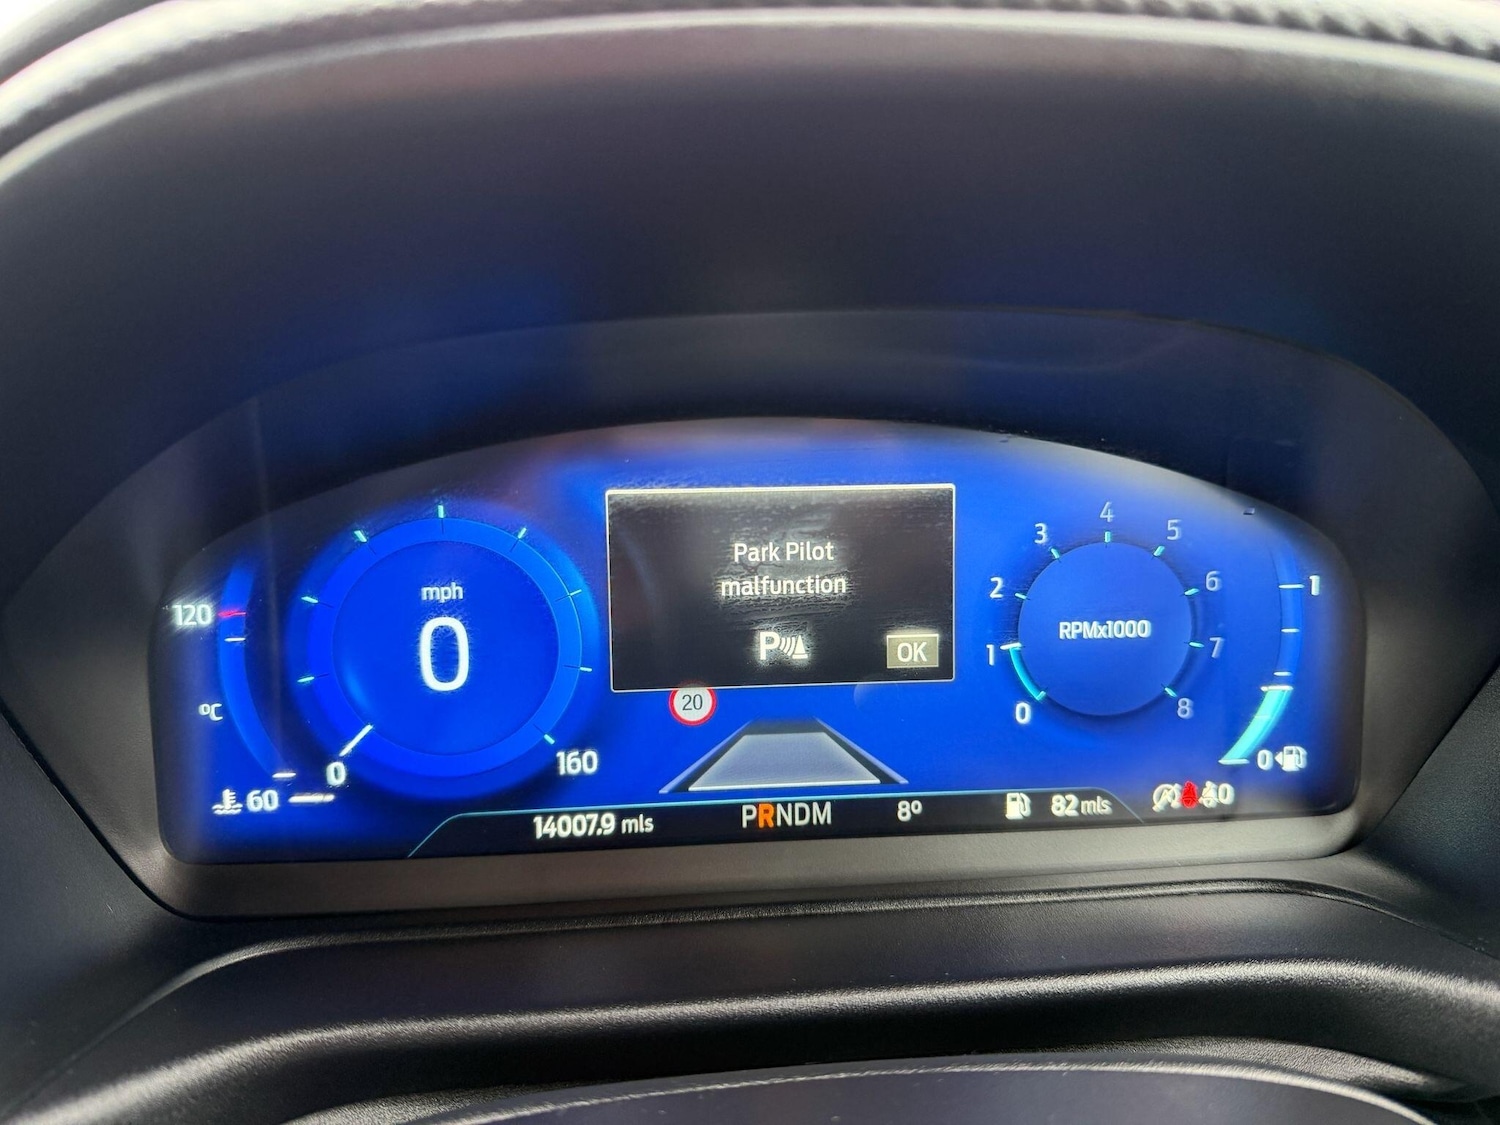 Park Pilot
malfunction
P
OK
20
120
°C
60
mph
0
0
160
0
1
2
3
4
5
6
7
8
RPMx1000
1
0
14007.9 mls
PRNDM
8°
82 mls